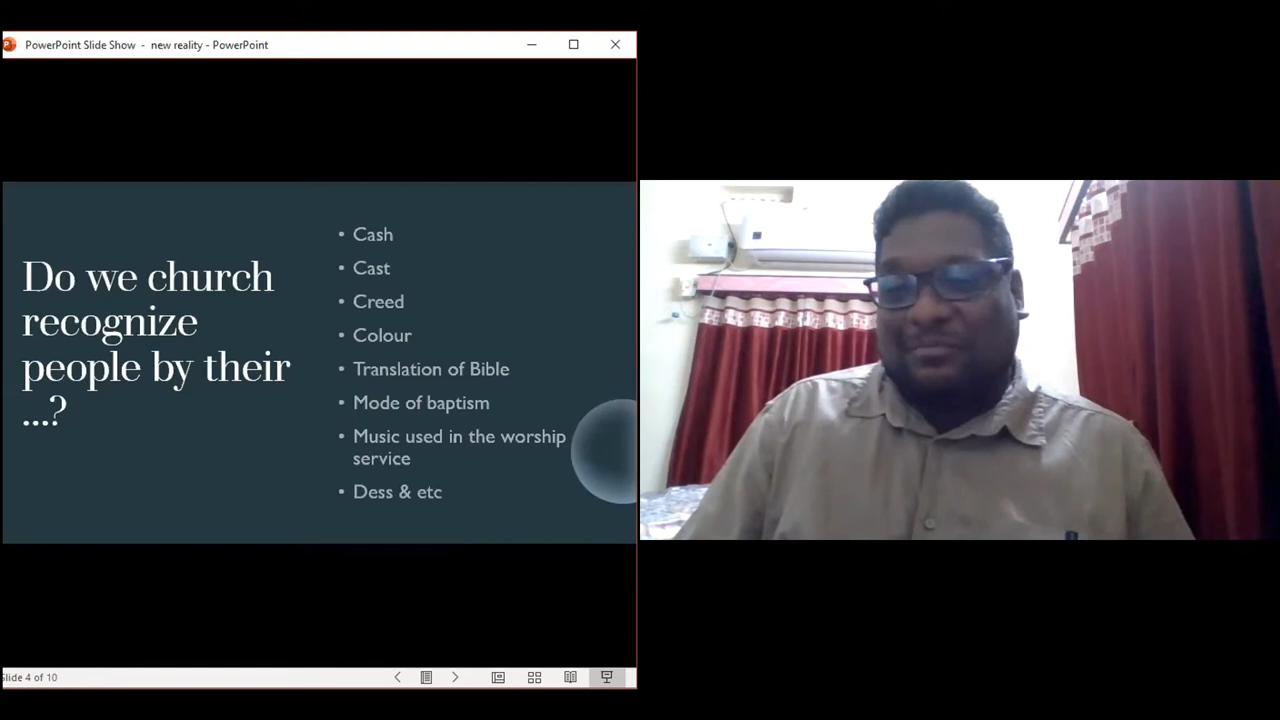 PowerPoint Slide Show - new reality - PowerPoint
Do we church
recognize
people by their
...?
• Cash
• Cast
• Creed
• Colour
• Translation of Bible
• Mode of baptism
• Music used in the worship
service
• Dess & etc
Slide 4 of 10